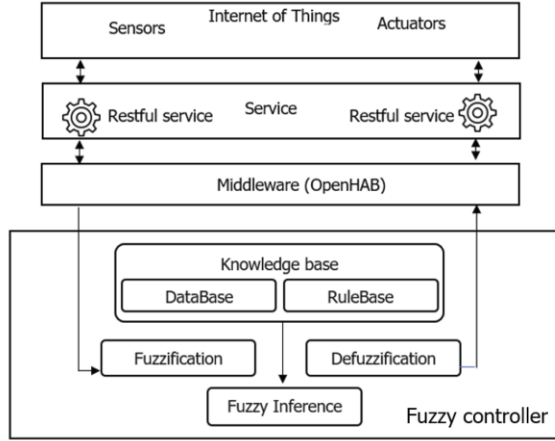 Internet of Things
Sensors
Actuators
Service
Restful service
Restful service
Middleware (OpenHAB)
Knowledge base
DataBase
RuleBase
Fuzzification
Defuzzification
Fuzzy Inference
Fuzzy controller